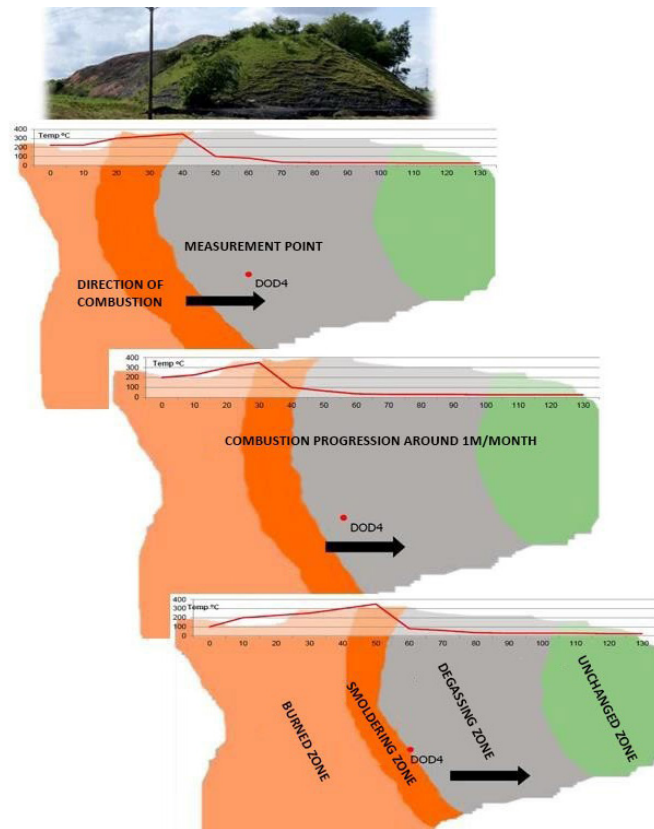 400 Temp ºC
300
200
100
0
0 10 20 30 40 50 60 70 80 90 100 110 120 130
MEASUREMENT POINT
DOD4
DIRECTION OF
COMBUSTION
400 Temp ºC
300
200
100
0
0 10 20 30 40 50 60 70 80 90 100 110 120 130
COMBUSTION PROGRESSION AROUND 1M/MONTH
DOD4
400
300 Temp ºC
200
100
0
0 10 20 30 40 50 60 70 80 90 100 110 120 130
BURNED ZONE
SMOLDERING ZONE
DEGASSING ZONE
UNCHANGED ZONE
DOD4